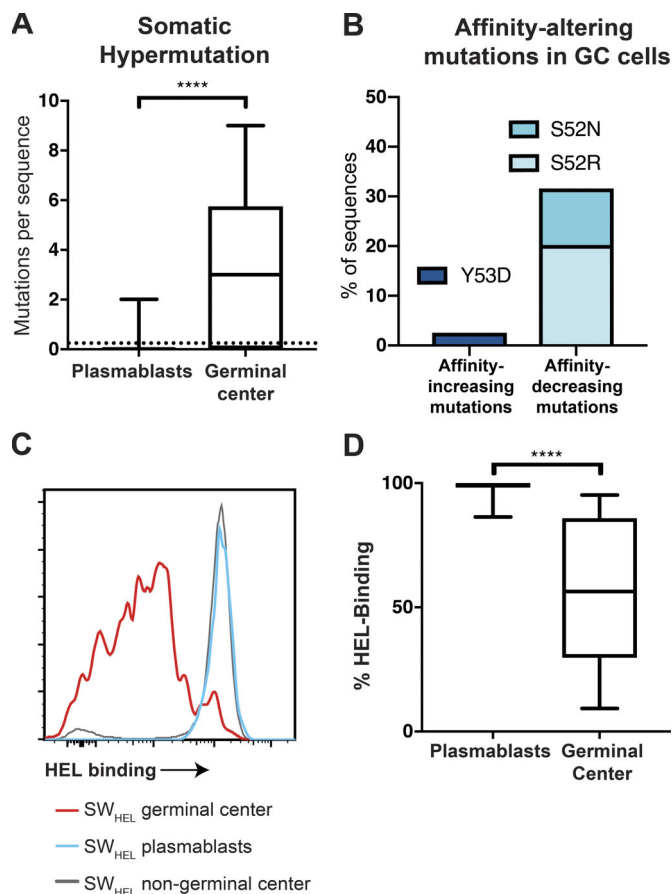 A
Somatic
Hypermutation
****
Mutations per sequence
10
8
6
4
2
0
Plasmablasts
Germinal
center
B
Affinity-altering
mutations in GC cells
% of sequences
50
40
30
20
10
0
S52N
S52R
Y53D
Affinity-
increasing
mutations
Affinity-
decreasing
mutations
C
HEL binding
SWHEL germinal center
SWHEL plasmablasts
SWHEL non-germinal center
D
****
% HEL-Binding
100
50
0
Plasmablasts
Germinal
Center